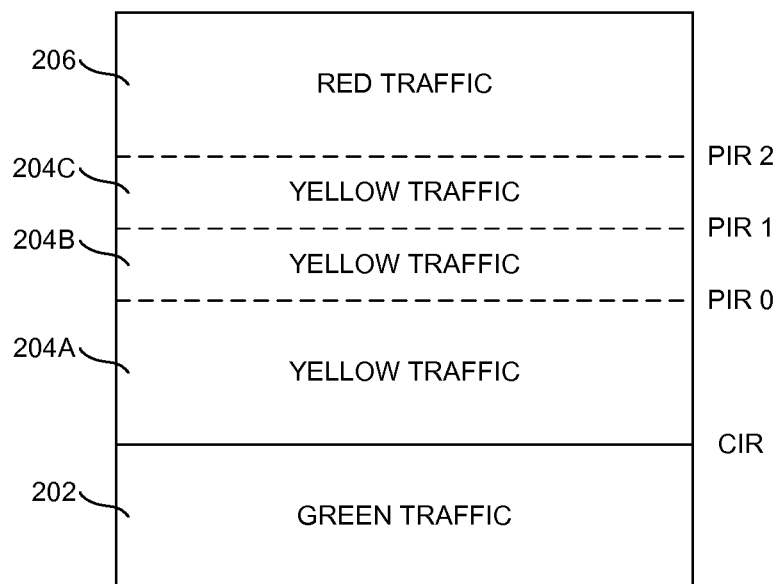 206
RED TRAFFIC
PIR 2
204C
YELLOW TRAFFIC
PIR 1
204B
YELLOW TRAFFIC
PIR 0
204A
YELLOW TRAFFIC
CIR
202
GREEN TRAFFIC